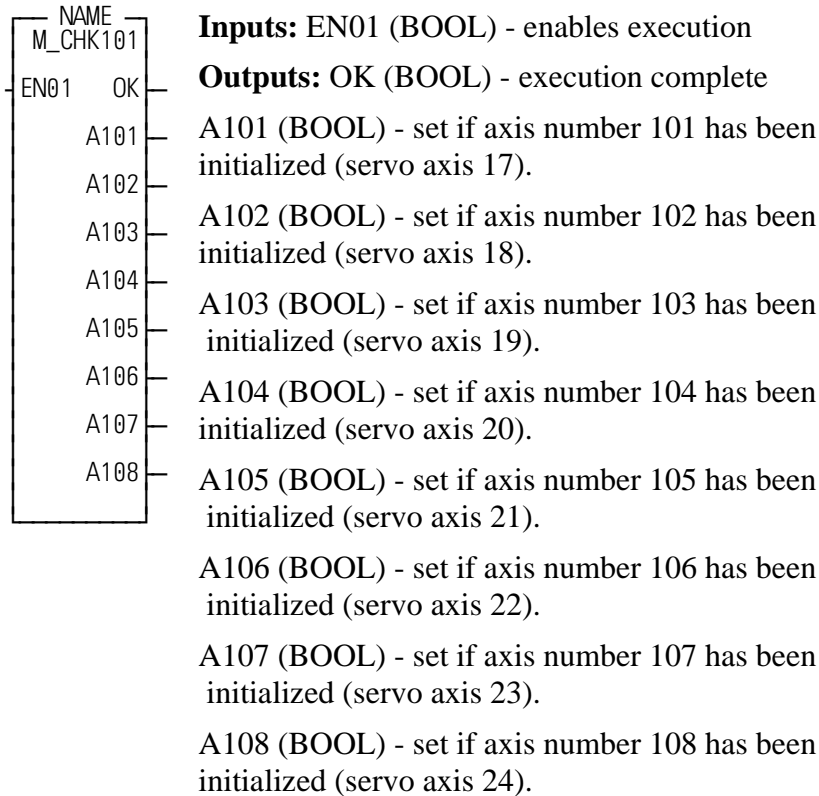 NAME
M_CHK101
EN01 OK
A101
A102
A103
A104
A105
A106
A107
A108
Inputs: EN01 (BOOL) - enables execution
Outputs: OK (BOOL) - execution complete
A101 (BOOL) - set if axis number 101 has been
initialized (servo axis 17).
A102 (BOOL) - set if axis number 102 has been
initialized (servo axis 18).
A103 (BOOL) - set if axis number 103 has been
initialized (servo axis 19).
A104 (BOOL) - set if axis number 104 has been
initialized (servo axis 20).
A105 (BOOL) - set if axis number 105 has been
initialized (servo axis 21).
A106 (BOOL) - set if axis number 106 has been
initialized (servo axis 22).
A107 (BOOL) - set if axis number 107 has been
initialized (servo axis 23).
A108 (BOOL) - set if axis number 108 has been
initialized (servo axis 24).